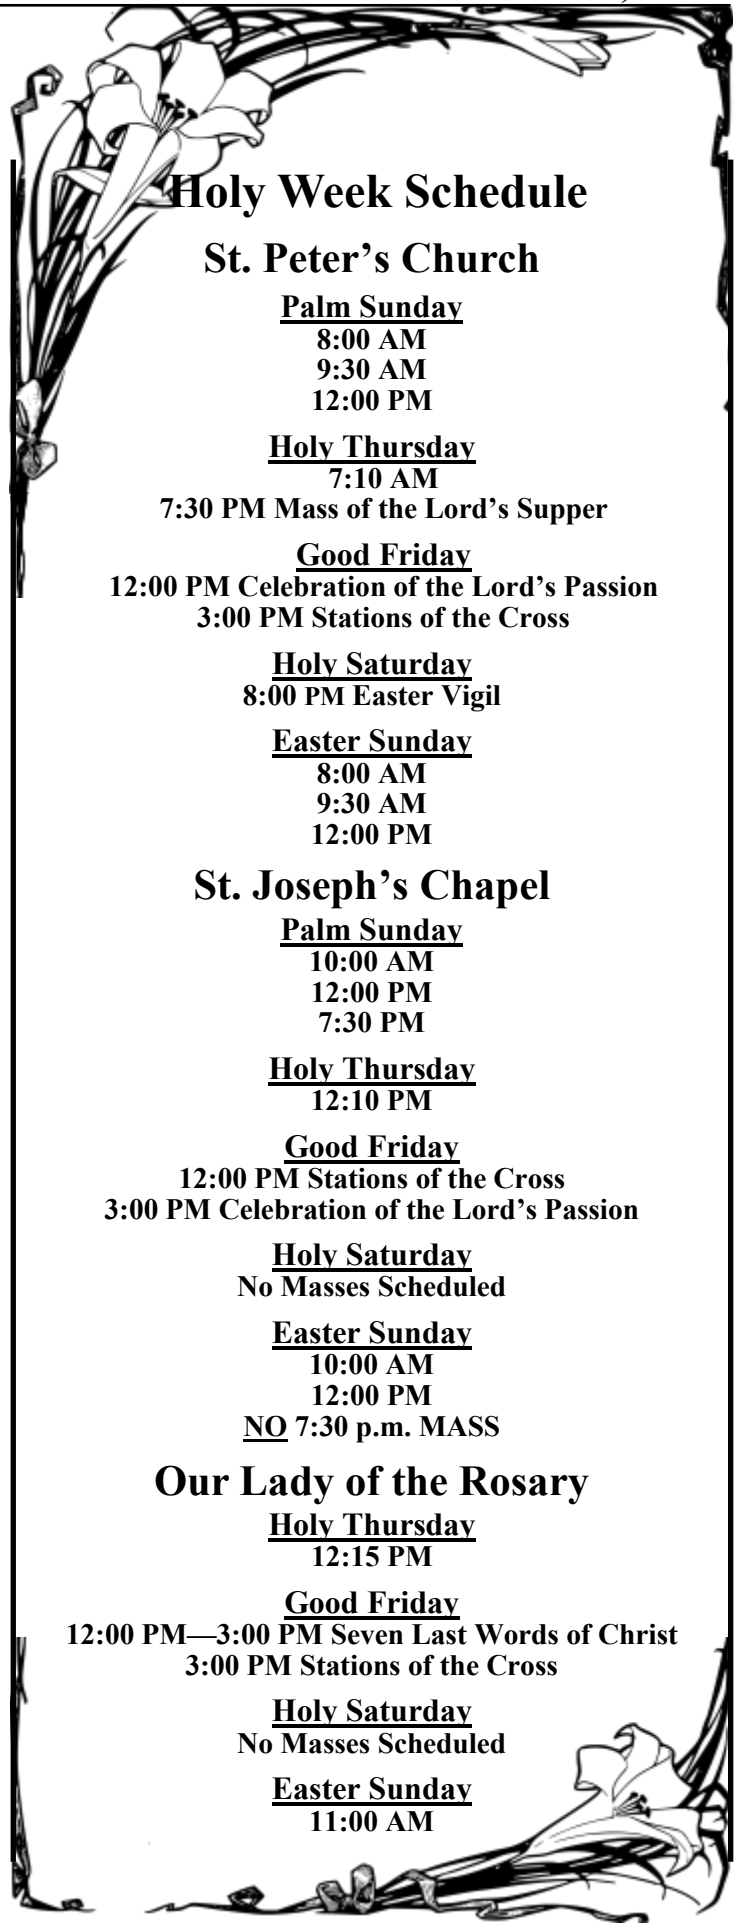 Holy Week Schedule
St. Peter’s Church
Palm Sunday
8:00 AM
9:30 AM
12:00 PM
Holy Thursday
7:10 AM
7:30 PM Mass of the Lord’s Supper
Good Friday
12:00 PM Celebration of the Lord’s Passion
3:00 PM Stations of the Cross
Holy Saturday
8:00 PM Easter Vigil
Easter Sunday
8:00 AM
9:30 AM
12:00 PM
St. Joseph’s Chapel
Palm Sunday
10:00 AM
12:00 PM
7:30 PM
Holy Thursday
12:10 PM
Good Friday
12:00 PM Stations of the Cross
3:00 PM Celebration of the Lord’s Passion
Holy Saturday
No Masses Scheduled
Easter Sunday
10:00 AM
12:00 PM
NO 7:30 p.m. MASS
Our Lady of the Rosary
Holy Thursday
12:15 PM
Good Friday
12:00 PM—3:00 PM Seven Last Words of Christ
3:00 PM Stations of the Cross
Holy Saturday
No Masses Scheduled
Easter Sunday
11:00 AM